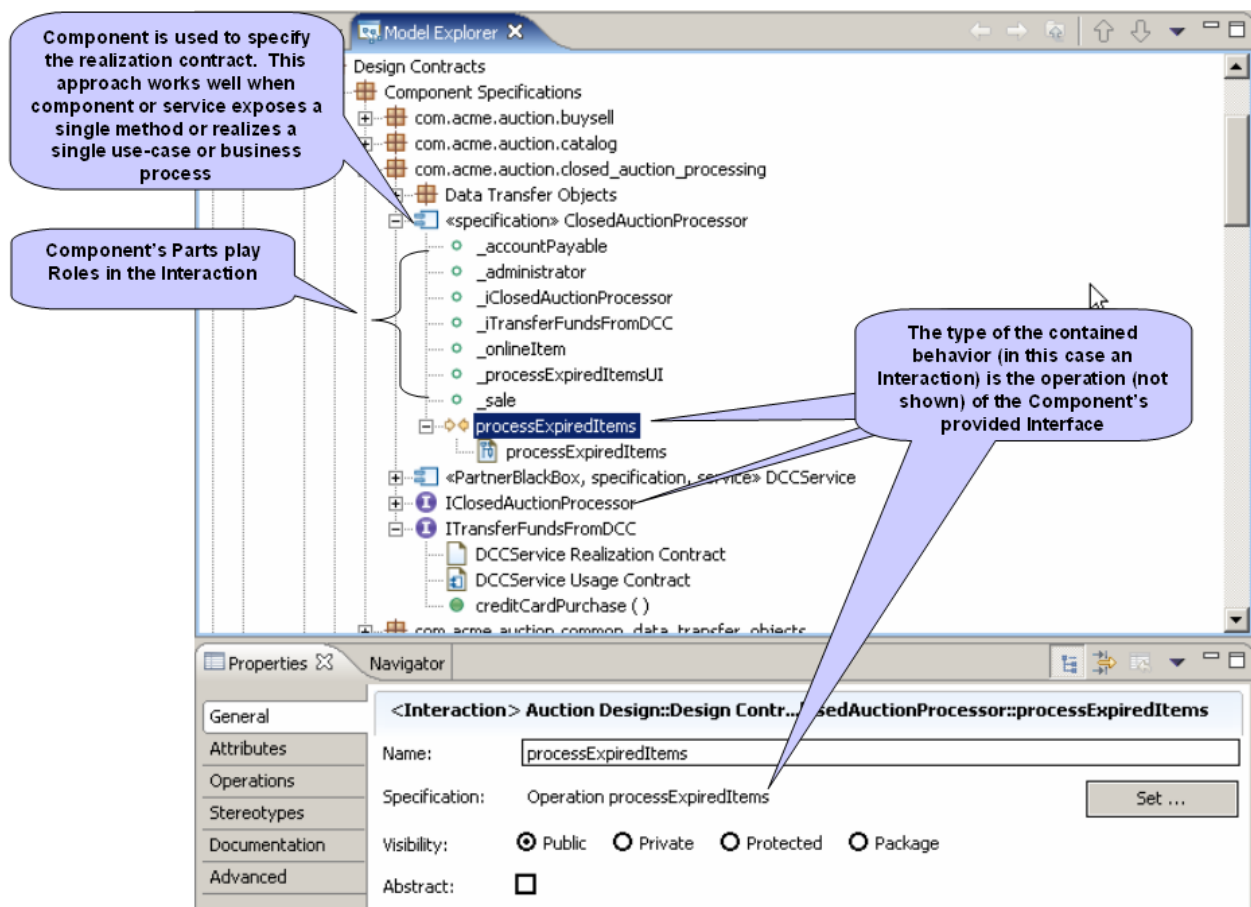 Component is used to specify
the realization contract. This
approach works well when
component or service exposes a
single method or realizes a
single use-case or business
process
Component's Parts play
Roles in the Interaction
Model Explorer
Design Contracts
Component Specifications
com.acme.auction.buysell
com.acme.auction.catalog
com.acme.auction.closed_auction_processing
Data Transfer Objects
«specification» ClosedAuctionProcessor
_accountPayable
_administrator
_iClosedAuctionProcessor
_iTransferFundsFromDCC
_onlineItem
_processExpiredItemsUI
_sale
processExpiredItems
processExpiredItems
«PartnerBlackBox, specification, service» DCCService
IClosedAuctionProcessor
ITransferFundsFromDCC
DCCService Realization Contract
DCCService Usage Contract
creditCardPurchase ( )
com.acme.auction.common_data_transfer_objects
The type of the contained
behavior (in this case an
Interaction) is the operation (not
shown) of the Component's
provided Interface
Properties
Navigator
General
Attributes
Operations
Stereotypes
Documentation
Advanced
<Interaction> Auction Design::Design Contr...losedAuctionProcessor::processExpiredItems
Name: processExpiredItems
Specification: Operation processExpiredItems Set ...
Visibility: Public Private Protected Package
Abstract: